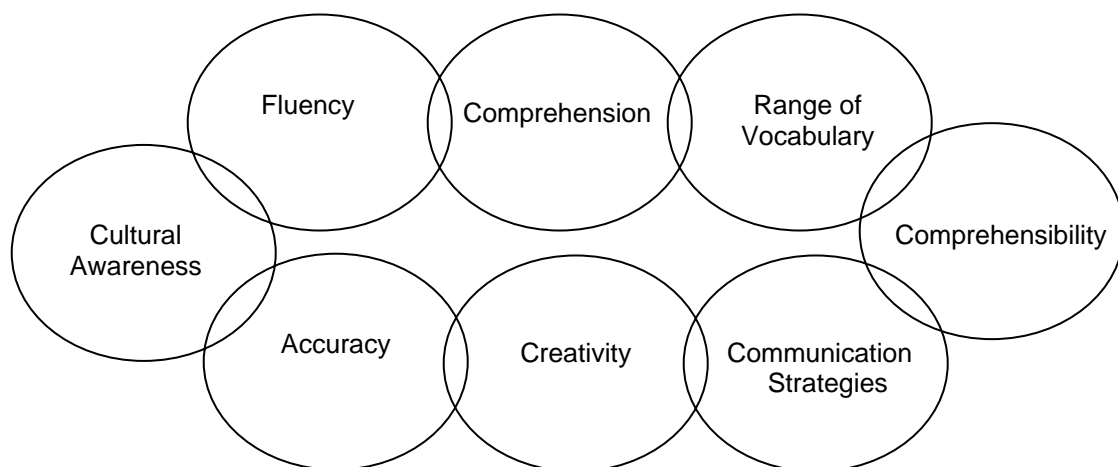 Fluency
Comprehension
Range of
Vocabulary
Cultural
Awareness
Comprehensibility
Accuracy
Creativity
Communication
Strategies